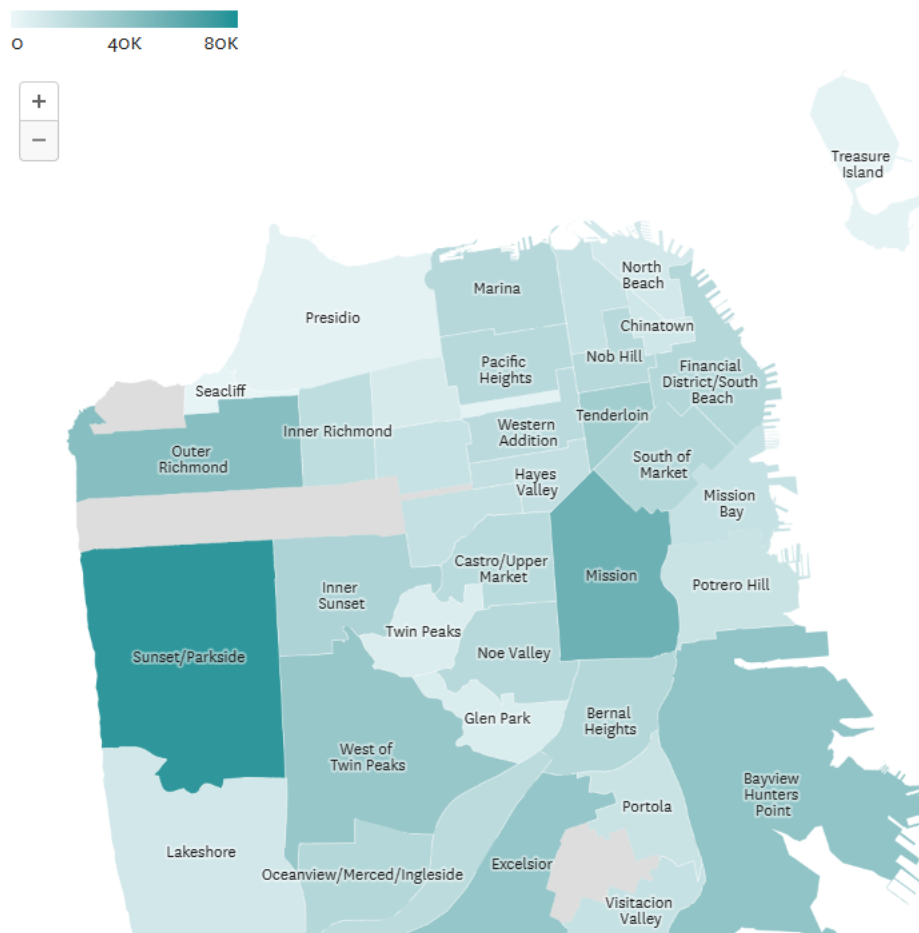 0 40K 80K
+
−
Treasure
Island
North
Beach
Marina
Presidio
Chinatown
Nob Hill
Pacific
Heights
Financial
District/South
Beach
Seacliff
Tenderloin
Inner Richmond
Western
Addition
Outer
Richmond
South of
Market
Hayes
Valley
Mission
Bay
Castro/Upper
Market
Mission
Potrero Hill
Inner
Sunset
Twin Peaks
Noe Valley
Sunset/Parkside
Glen Park
Bernal
Heights
West of
Twin Peaks
Bayview
Hunters
Point
Portola
Lakeshore
Excelsior
Oceanview/Merced/Ingleside
Visitacion
Valley